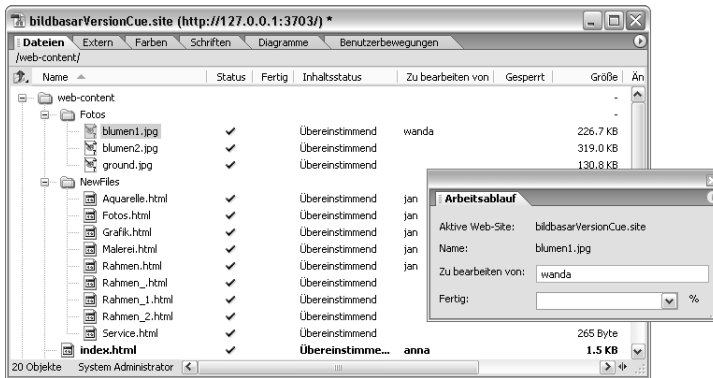 bildbasarVersionCue.site (http://127.0.0.1:3703/) *
Dateien Extern Farben Schriften Diagramme Benutzerbewegungen
/web-content/
Name Status Fertig Inhaltsstatus Zu bearbeiten von Gesperrt Größe Än
web-content -
Fotos -
blumen1.jpg Übereinstimmend wanda 226.7 KB
blumen2.jpg Übereinstimmend 319.0 KB
ground.jpg Übereinstimmend 130.8 KB
NewFiles
Aquarelle.html Übereinstimmend jan
Fotos.html Übereinstimmend jan
Grafik.html Übereinstimmend jan
Malerei.html Übereinstimmend jan
Rahmen.html Übereinstimmend jan
Rahmen_.html Übereinstimmend
Rahmen_1.html Übereinstimmend
Rahmen_2.html Übereinstimmend
Service.html Übereinstimmend 265 Byte
index.html Übereinstimme... anna 1.5 KB
20 Objekte System Administrator
Arbeitsablauf
Aktive Web-Site: bildbasarVersionCue.site
Name: blumen1.jpg
Zu bearbeiten von: wanda
Fertig: %